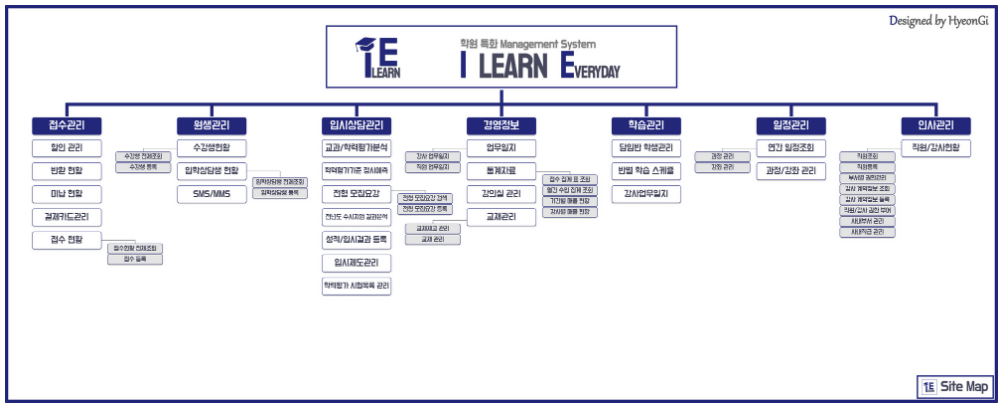 Designed by HyeonGi
1E
I LEARN
학원 특화 Management System
I LEARN EVERYDAY
접수관리
할인 관리
반환 현황
미납 현황
결제카드관리
접수 현황
접수현황 전체조회
접수 등록
원생관리
수강생현황
수강생 전체조회
수강생 등록
입학상담생 현황
입학상담생 전체조회
입학상담생 등록
SMS/MMS
입시상담관리
교과/학력평가분석
학력평가기준 정시예측
전형 모집요강
전형 모집요강 검색
전형 모집요강 등록
전년도 수시지원 결과분석
성적/입시결과 등록
입시제도관리
학력평가 시험목록 관리
경영정보
업무일지
강사 업무일지
직원 업무일지
통계자료
접수 집계 표 조회
월간 수입 집계 조회
기간별 매출 현황
강사별 매출 현황
강의실 관리
교재관리
교재재고 관리
교재 관리
학습관리
담임반 학생관리
반별 학습 스케쥴
강사업무일지
일정관리
연간 일정조회
과정/강좌 관리
과정 관리
강좌 관리
인사관리
직원/강사현황
직원조회
직원등록
부서별 권한관리
강사 계약정보 조회
강사 계약정보 등록
직원/강사 권한 부여
사내부서 관리
사내직급 관리
1E Site Map